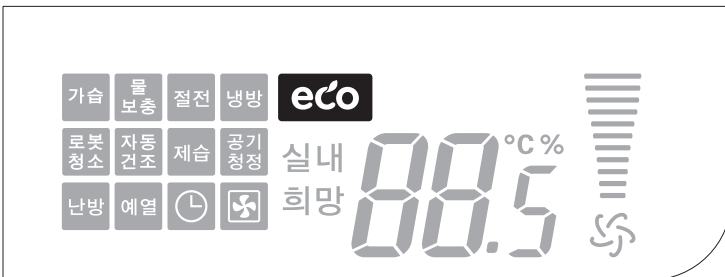 가습 물보충 절전 냉방 eco
로봇청소 자동건조 제습 공기청정
난방 예열
실내 88.5 °C %
희망